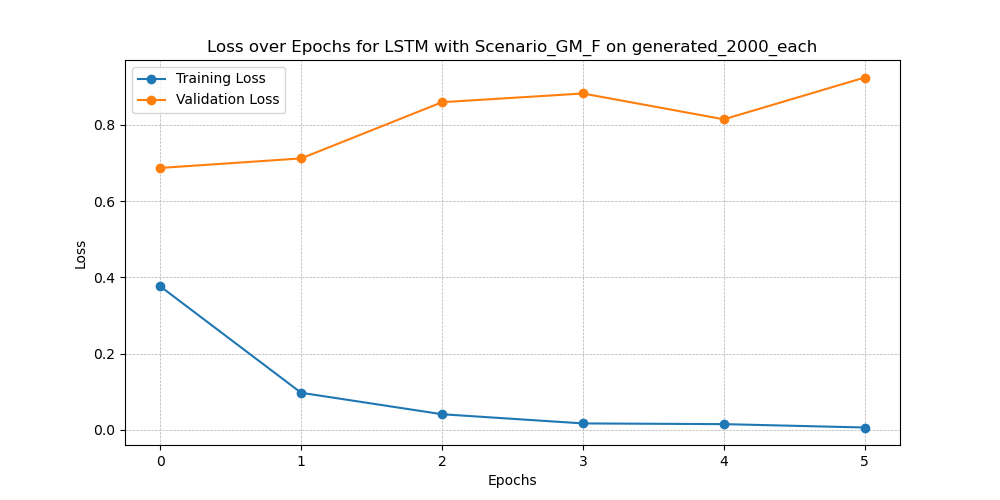 Loss over Epochs for LSTM with Scenario_GM_F on generated_2000_each
Training Loss
Validation Loss
0.8
0.6
0.4
0.2
0.0
Loss
0 1 2 3 4 5
Epochs